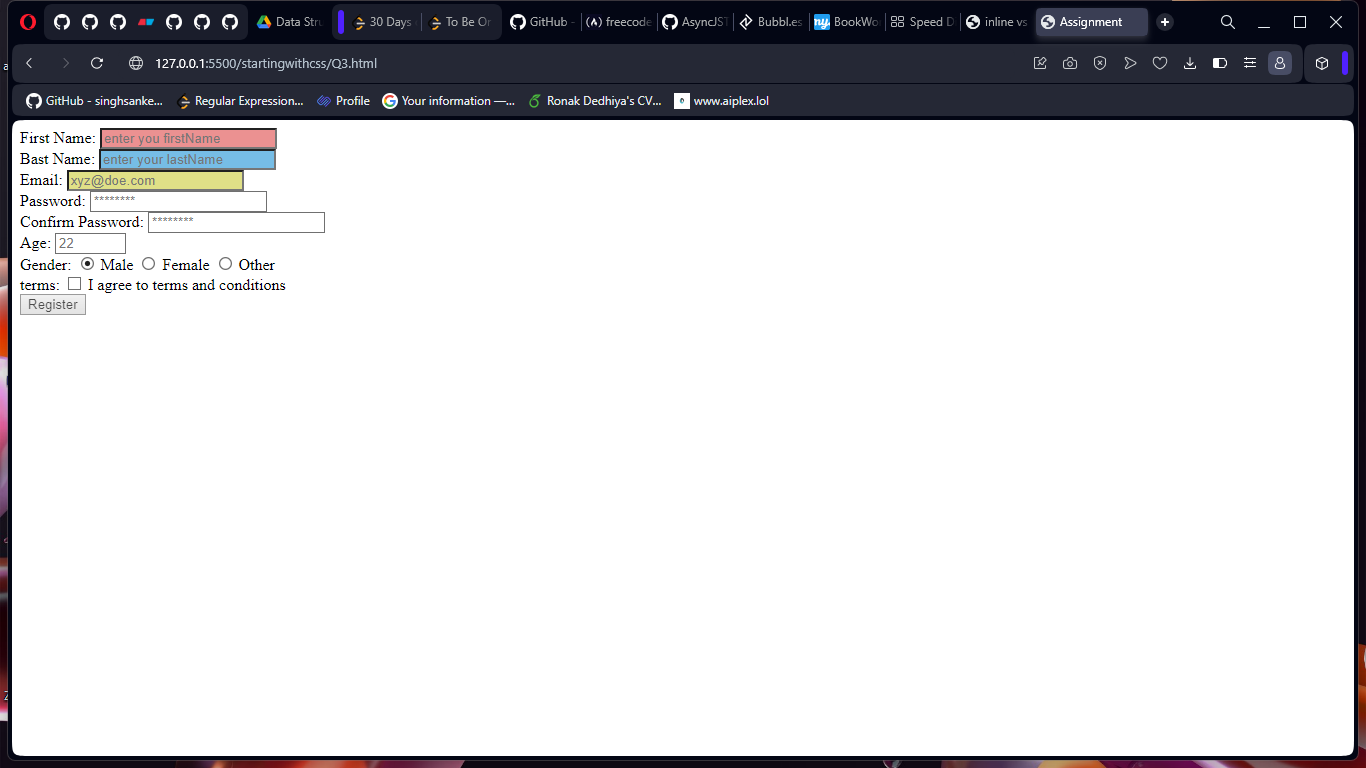 Data Stru
30 Days
To Be Or
GitHub -
freecode
AsyncJS
Bubbl.es
BookWo
Speed D
inline vs
Assignment
127.0.0.1:5500/startingwithcss/Q3.html
GitHub - singhsanke...
Regular Expression...
Profile
Your information —...
Ronak Dedhiya's CV...
www.aiplex.lol
First Name: enter you firstName
Bast Name: enter your lastName
Email: xyz@doe.com
Password: ********
Confirm Password: ********
Age: 22
Gender: Male Female Other
terms: I agree to terms and conditions
Register